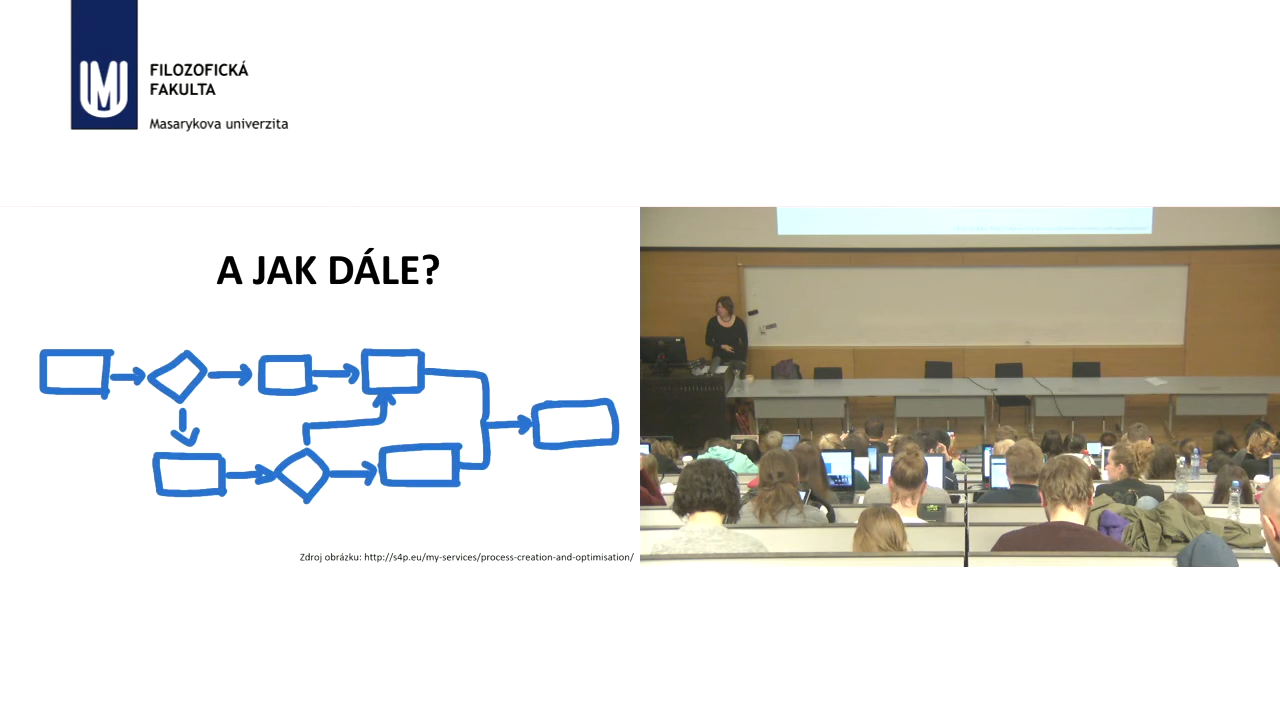 FILOZOFICKÁ
FAKULTA
Masarykova univerzita
A JAK DÁLE?
Zdroj obrázku: http://s4p.eu/my-services/process-creation-and-optimisation/